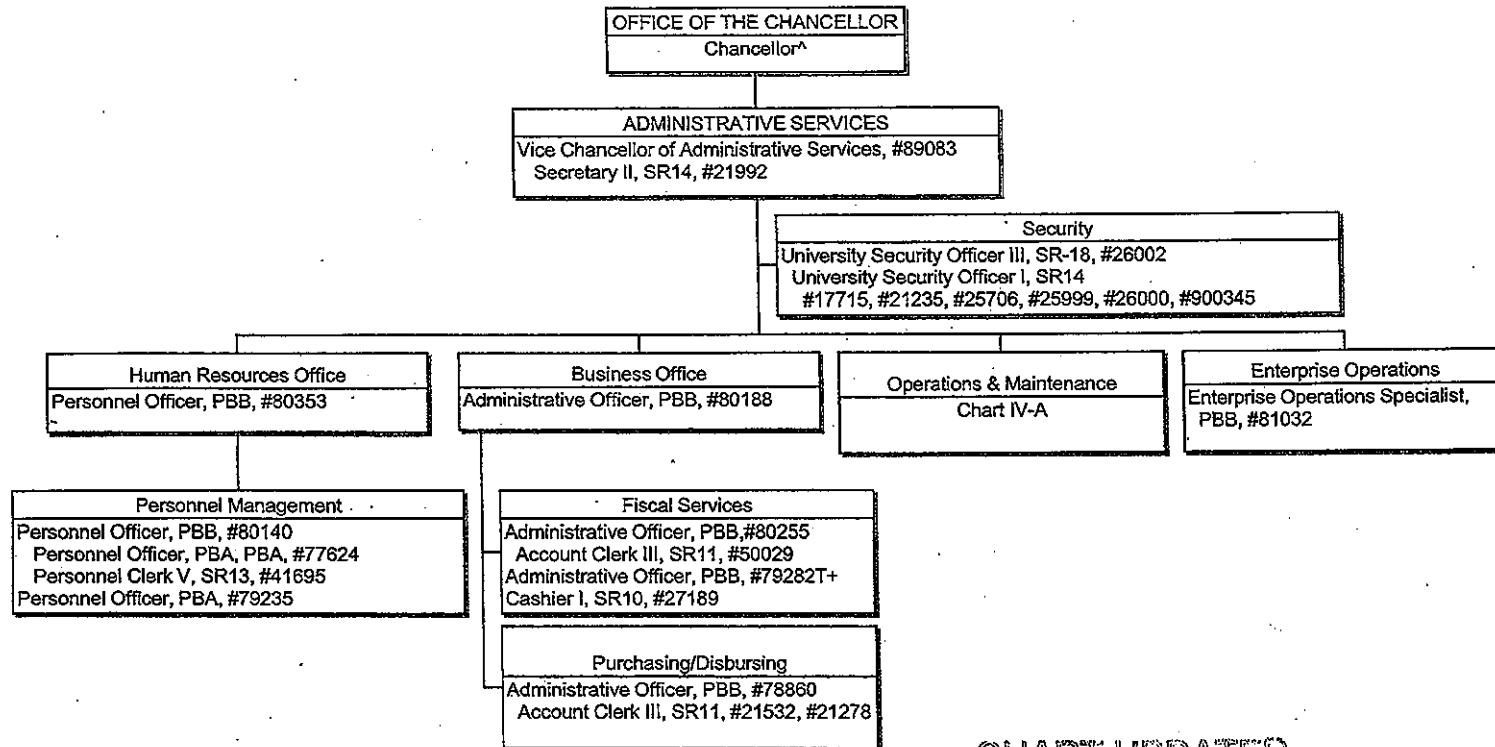 OFFICE OF THE CHANCELLOR
Chancellor^
ADMINISTRATIVE SERVICES
Vice Chancellor of Administrative Services, #89083
Secretary II, SR14, #21992
Security
University Security Officer III, SR-18, #26002
University Security Officer I, SR14
#17715, #21235, #25706, #25999, #26000, #900345
Human Resources Office
Personnel Officer, PBB, #80353
Business Office
Administrative Officer, PBB, #80188
Operations & Maintenance
Chart IV-A
Enterprise Operations
Enterprise Operations Specialist,
PBB, #81032
Personnel Management
Personnel Officer, PBB, #80140
Personnel Officer, PBA, PBA, #77624
Personnel Clerk V, SR13, #41695
Personnel Officer, PBA, #79235
Fiscal Services
Administrative Officer, PBB,#80255
Account Clerk III, SR11, #50029
Administrative Officer, PBB, #79282T+
Cashier I, SR10, #27189
Purchasing/Disbursing
Administrative Officer, PBB, #78860
Account Clerk III, SR11, #21532, #21278
CHART UPDATED